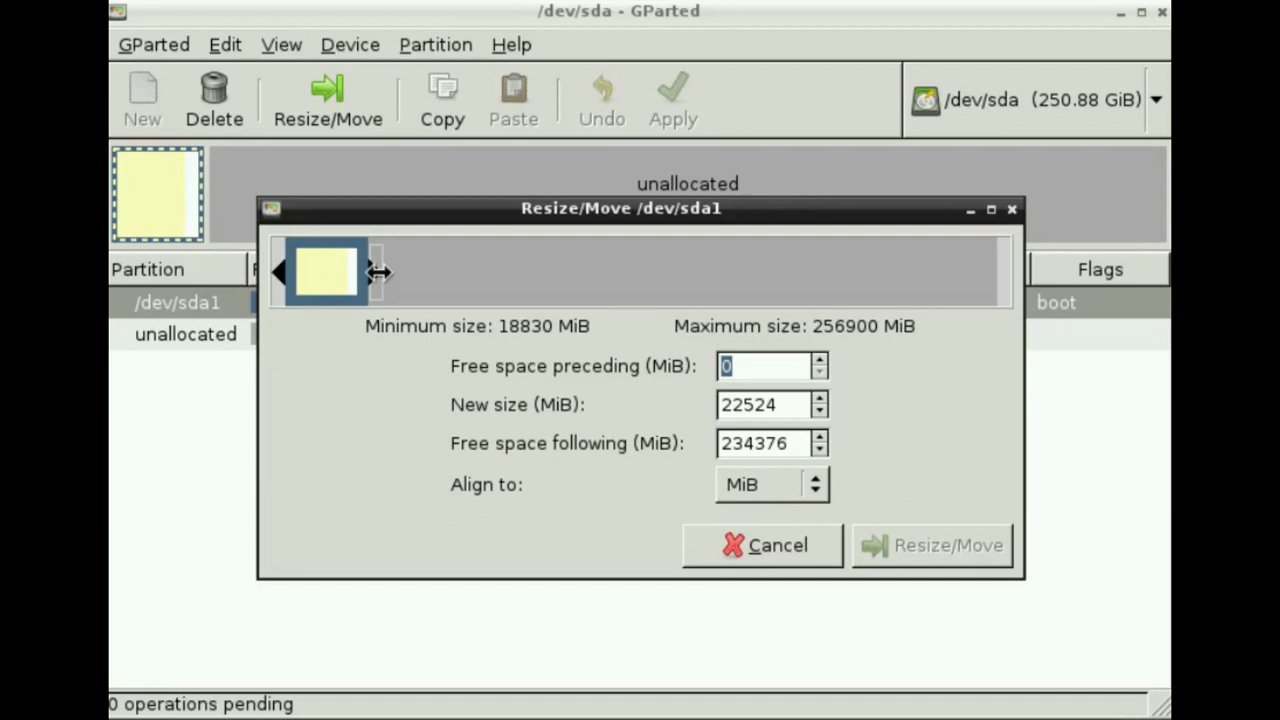 /dev/sda - GParted
GParted Edit View Device Partition Help
New Delete Resize/Move Copy Paste Undo Apply /dev/sda (250.88 GiB)
unallocated
Resize/Move /dev/sda1
Partition Flags
/dev/sda1 boot
unallocated
Minimum size: 18830 MiB Maximum size: 256900 MiB
Free space preceding (MiB): 0
New size (MiB): 22524
Free space following (MiB): 234376
Align to: MiB
Cancel Resize/Move
0 operations pending